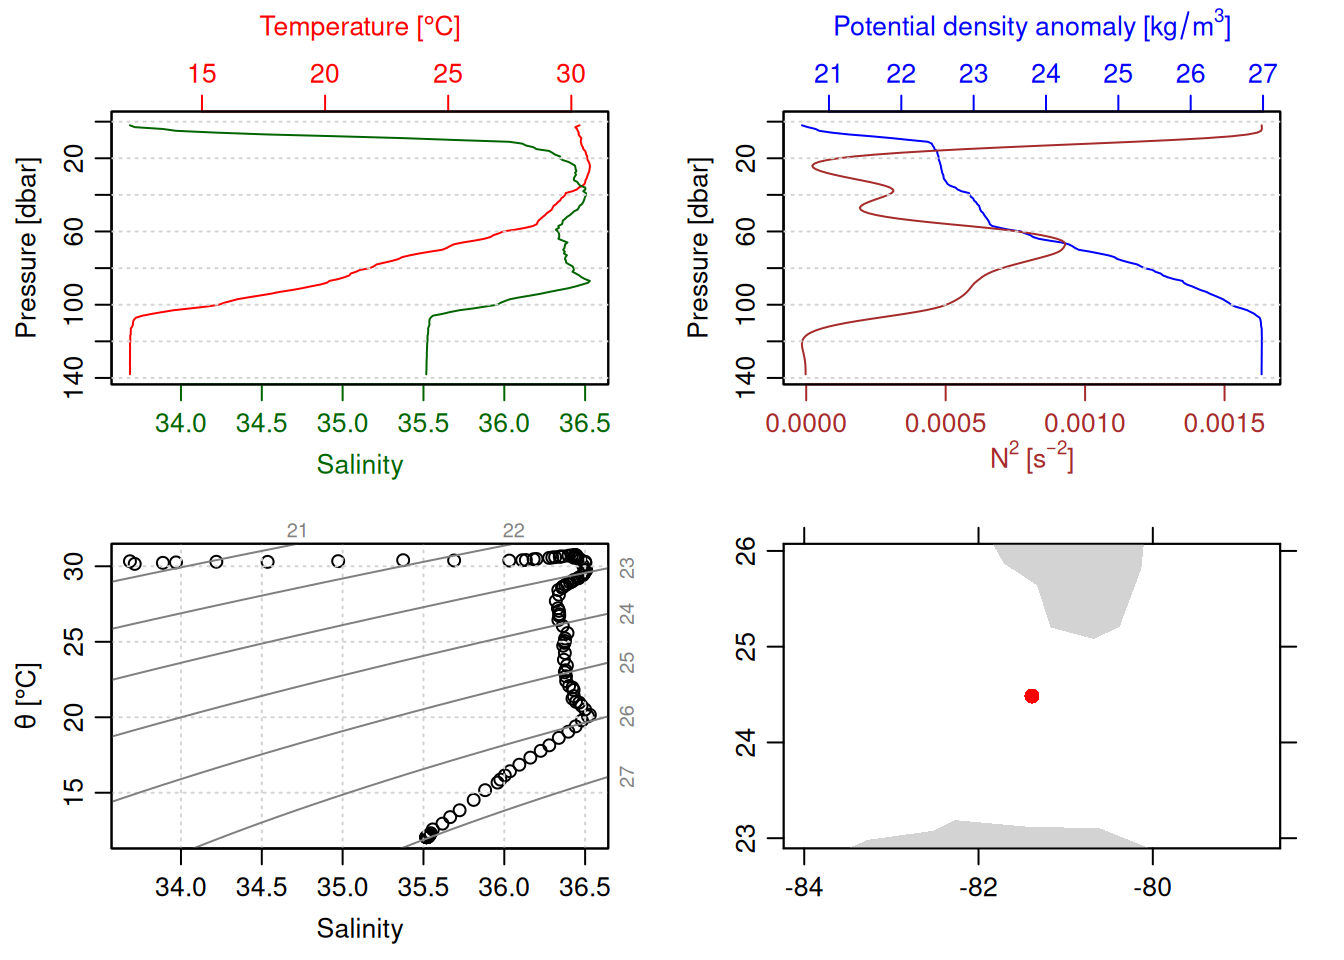 Temperature [°C]
15 20 25 30
Pressure [dbar]
20
60
100
140
34.0 34.5 35.0 35.5 36.0 36.5
Salinity
Potential density anomaly [kg/m³]
21 22 23 24 25 26 27
Pressure [dbar]
20
60
100
140
0.0000 0.0005 0.0010 0.0015
N² [s⁻²]
21 22
θ [°C]
30
25
20
15
23
24
25
26
27
34.0 34.5 35.0 35.5 36.0 36.5
Salinity
26
25
24
23
-84 -82 -80